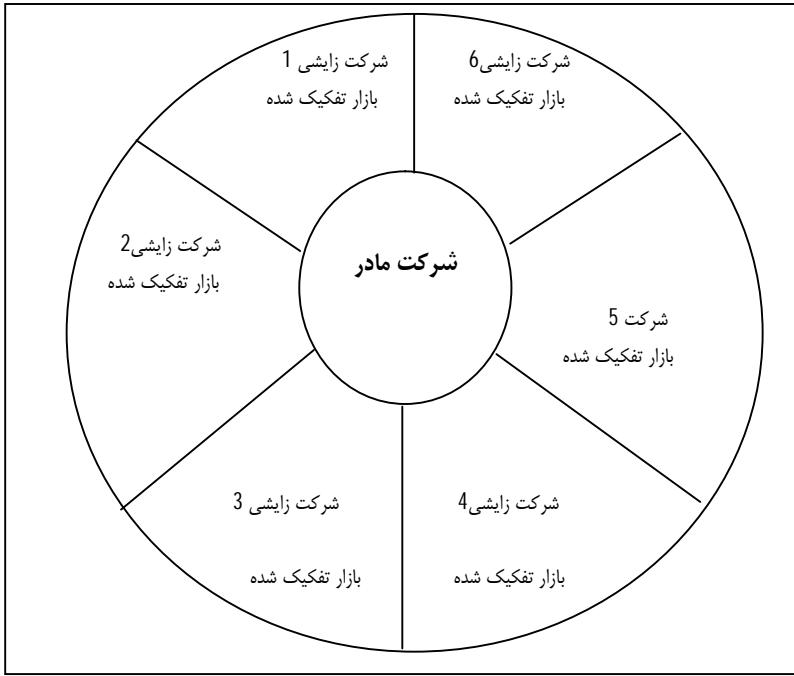 شرکت زایشی 1
بازار تفکیک شده
شرکت زایشی6
بازار تفکیک شده
شرکت زایشی2
بازار تفکیک شده
شرکت مادر
شرکت 5
بازار تفکیک شده
شرکت زایشی 3
بازار تفکیک شده
شرکت زایشی4
بازار تفکیک شده